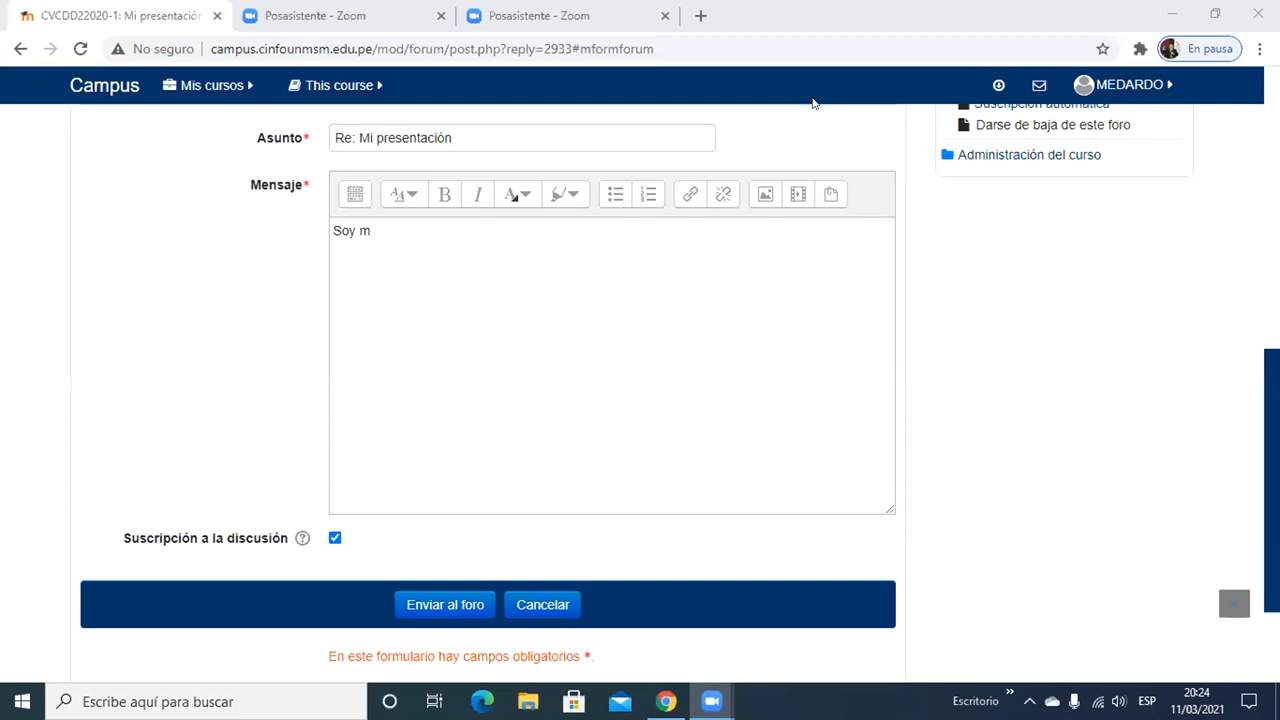 CVCDD22020-1: Mi presentación
Posasistente - Zoom
Posasistente - Zoom
No seguro
campus.cinfounmsm.edu.pe/mod/forum/post.php?reply=2933#mformforum
En pausa
Campus
Mis cursos
This course
MEDARDO
Suscripción automática
Darse de baja de este foro
Administración del curso
Asunto*
Re: Mi presentación
Mensaje*
Soy m
Suscripción a la discusión
Enviar al foro
Cancelar
En este formulario hay campos obligatorios *.
Escribe aquí para buscar
Escritorio
ESP
20:24
11/03/2021